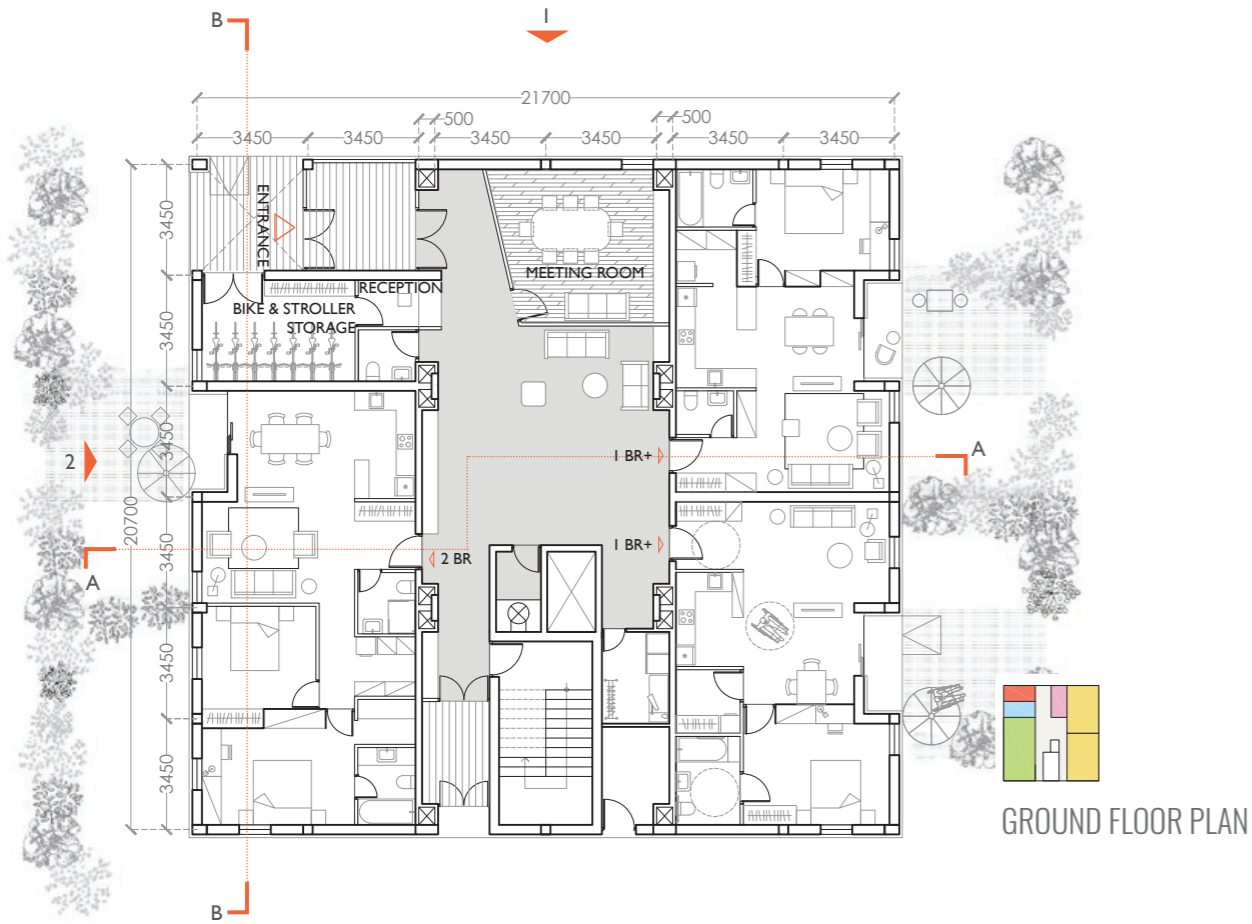 B
1
21700
500
500
3450
3450
3450
3450
3450
3450
ENTRANCE
3450
MEETING ROOM
RECEPTION
BIKE & STROLLER
STORAGE
3450
3450
2
1 BR+
A
20700
3450
2 BR
1 BR+
A
3450
3450
GROUND FLOOR PLAN
B